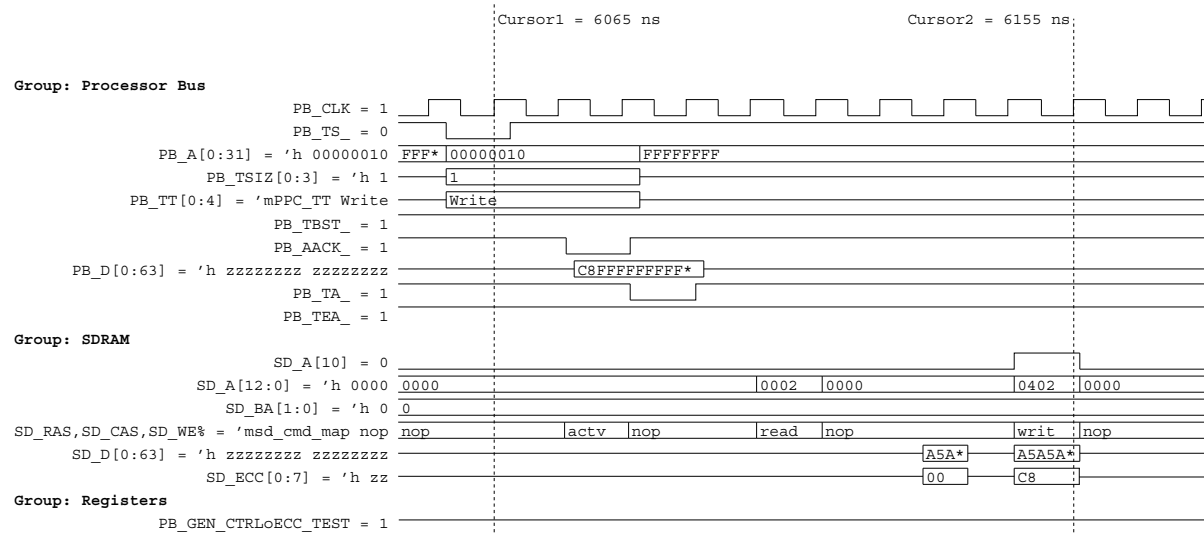 Cursor1 = 6065 ns Cursor2 = 6155 ns
Group: Processor Bus
PB_CLK = 1
PB_TS_ = 0
PB_A[0:31] = 'h 00000010 FFF* 00000010 FFFFFFFF
PB_TSIZ[0:3] = 'h 1 1
PB_TT[0:4] = 'mPPC_TT Write Write
PB_TBST_ = 1
PB_AACK_ = 1
PB_D[0:63] = 'h zzzzzzzz zzzzzzzz C8FFFFFFFFF*
PB_TA_ = 1
PB_TEA_ = 1
Group: SDRAM
SD_A[10] = 0
SD_A[12:0] = 'h 0000 0000 0002 0000 0402 0000
SD_BA[1:0] = 'h 0 0
SD_RAS,SD_CAS,SD_WE% = 'msd_cmd_map nop nop actv nop read nop writ nop
SD_D[0:63] = 'h zzzzzzzz zzzzzzzz A5A* A5A5A*
SD_ECC[0:7] = 'h zz 00 C8
Group: Registers
PB_GEN_CTRLoECC_TEST = 1